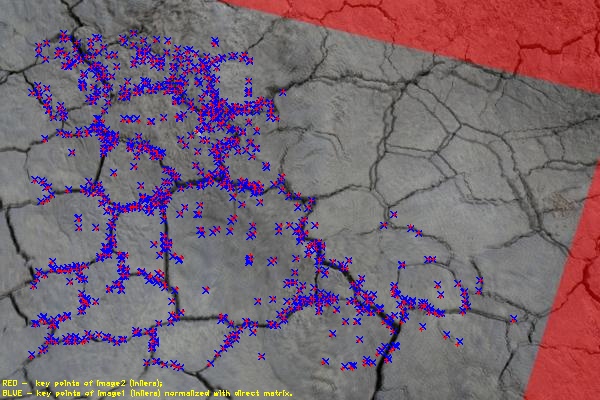 RED - key points of image2 (inliers);
BLUE - key points of image1 (inliers) normalized with direct matrix.